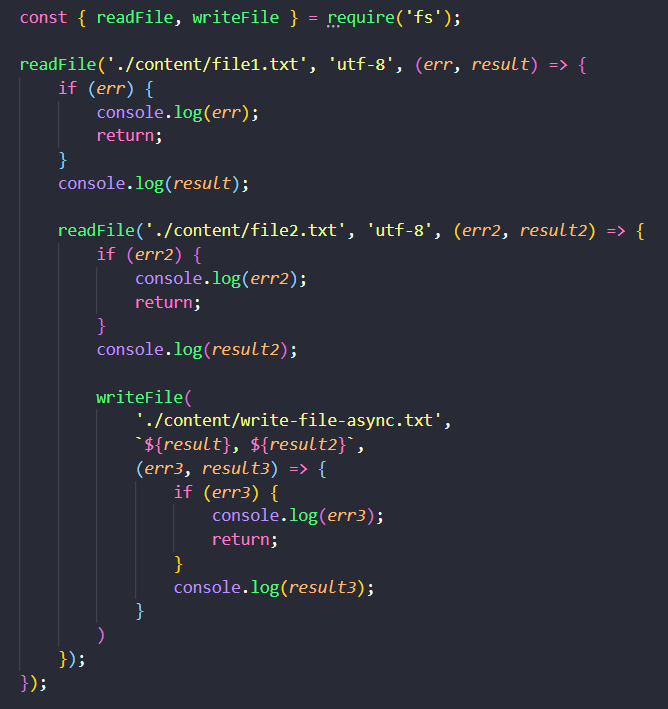 const { readFile, writeFile } = require('fs');
readFile('./content/file1.txt', 'utf-8', (err, result) => {
if (err) {
console.log(err);
return;
}
console.log(result);
readFile('./content/file2.txt', 'utf-8', (err2, result2) => {
if (err2) {
console.log(err2);
return;
}
console.log(result2);
writeFile(
'./content/write-file-async.txt',
`${result}, ${result2}`,
(err3, result3) => {
if (err3) {
console.log(err3);
return;
}
console.log(result3);
}
)
});
});